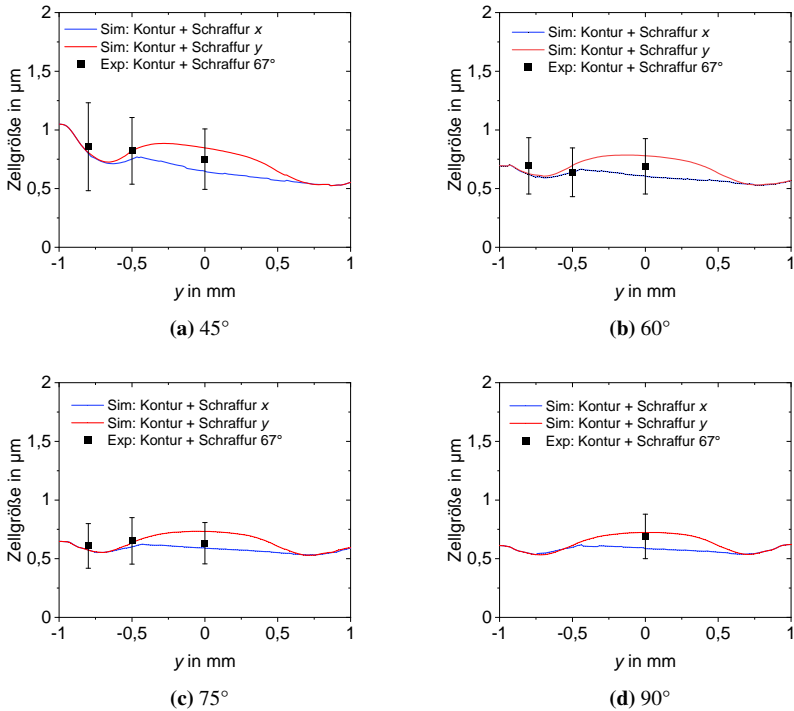 2
1,5
1
0,5
0
-1
-0,5
0
0,5
1
Zellgröße in µm
y in mm
Sim: Kontur + Schraffur x
Sim: Kontur + Schraffur y
Exp: Kontur + Schraffur 67°
(a) 45°
2
1,5
1
0,5
0
-1
-0,5
0
0,5
1
Zellgröße in µm
y in mm
Sim: Kontur + Schraffur x
Sim: Kontur + Schraffur y
Exp: Kontur + Schraffur 67°
(b) 60°
2
1,5
1
0,5
0
-1
-0,5
0
0,5
1
Zellgröße in µm
y in mm
Sim: Kontur + Schraffur x
Sim: Kontur + Schraffur y
Exp: Kontur + Schraffur 67°
(c) 75°
2
1,5
1
0,5
0
-1
-0,5
0
0,5
1
Zellgröße in µm
y in mm
Sim: Kontur + Schraffur x
Sim: Kontur + Schraffur y
Exp: Kontur + Schraffur 67°
(d) 90°